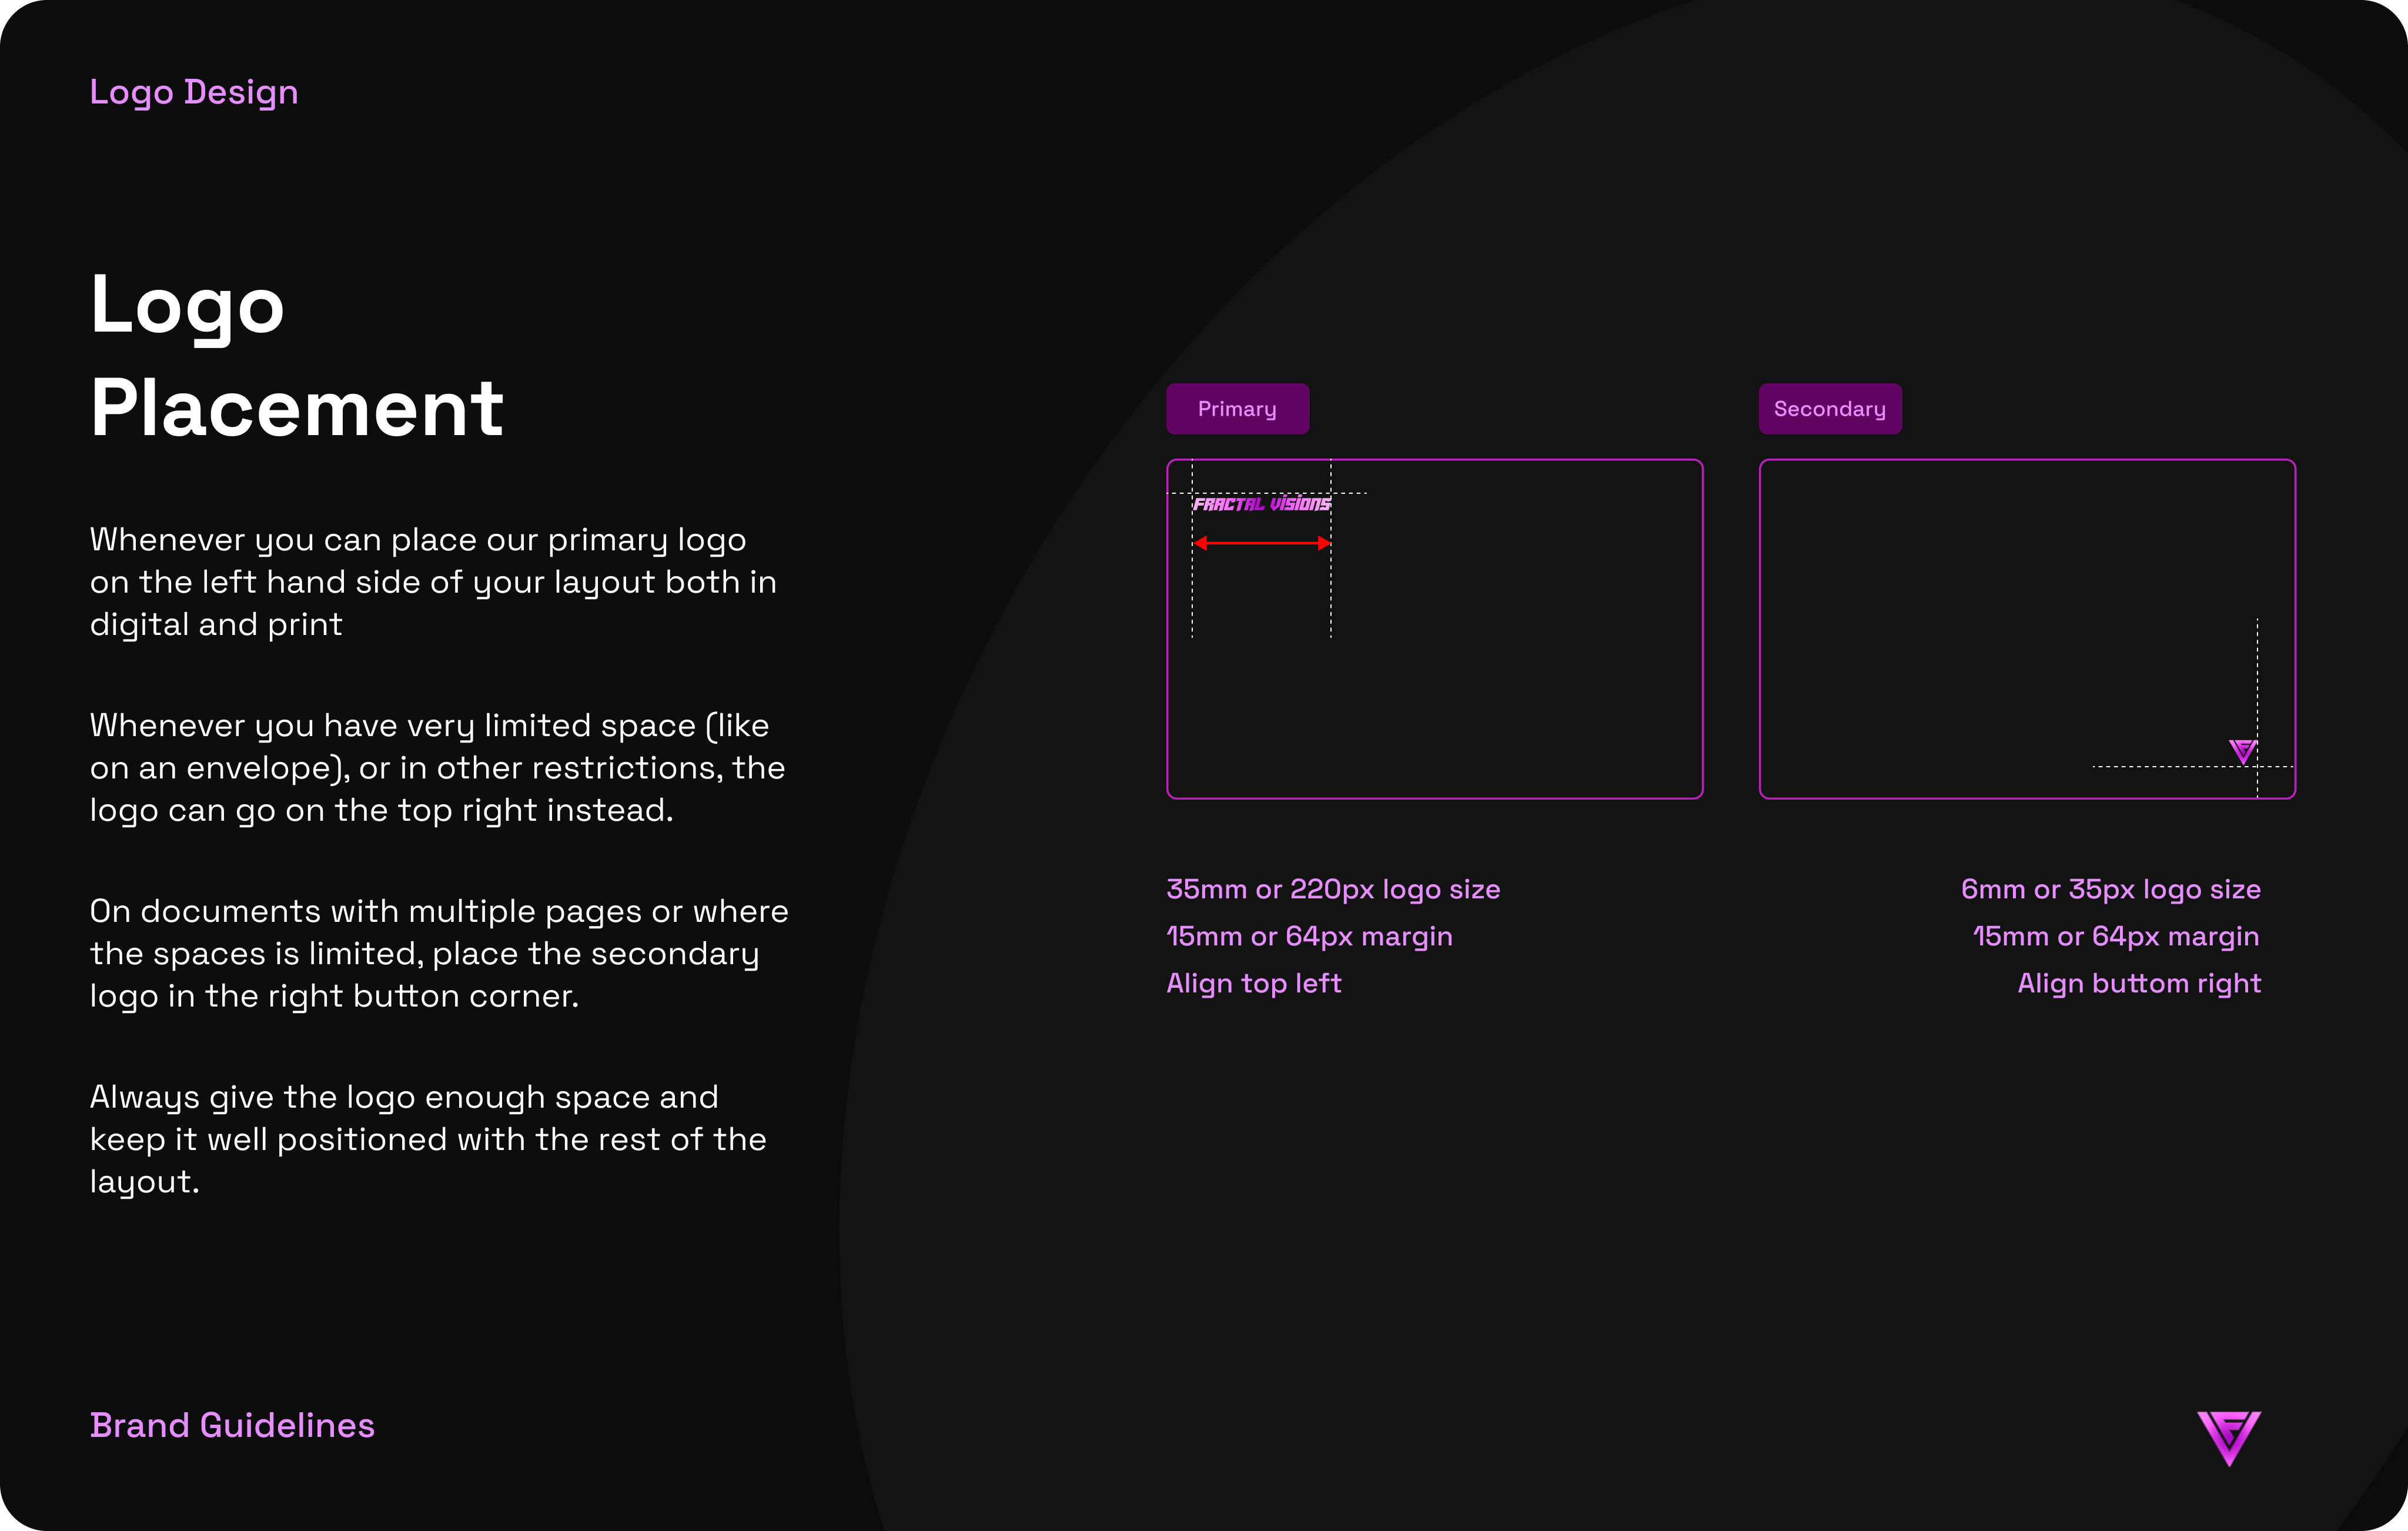 Logo Design
Logo
Placement
Whenever you can place our primary logo
on the left hand side of your layout both in
digital and print
Whenever you have very limited space (like
on an envelope), or in other restrictions, the
logo can go on the top right instead.
On documents with multiple pages or where
the spaces is limited, place the secondary
logo in the right button corner.
Always give the logo enough space and
keep it well positioned with the rest of the
layout.
Primary
FRACTAL VISIONS
35mm or 220px logo size
15mm or 64px margin
Align top left
Secondary
6mm or 35px logo size
15mm or 64px margin
Align buttom right
Brand Guidelines